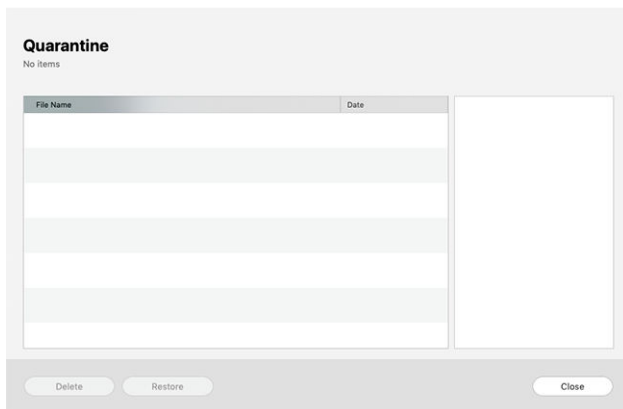 Quarantine
No items
File Name Date
Delete Restore Close